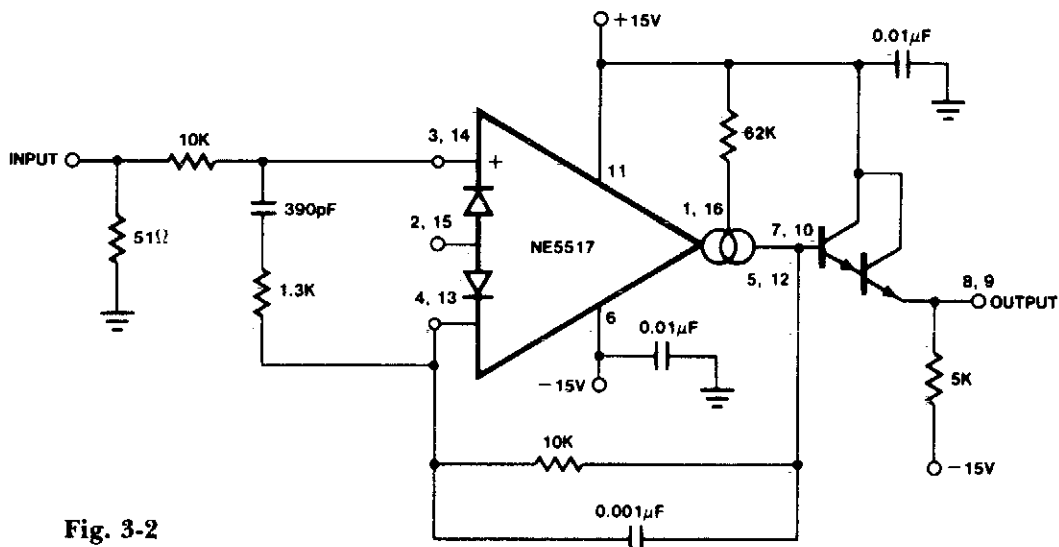 +15V
0.01μF
10K
3, 14
62K
INPUT
+
11
390pF
1, 16
2, 15
7, 10
51Ω
NE5517
5, 12
8, 9
OUTPUT
1.3K
4, 13
6
0.01μF
5K
−15V
10K
−15V
0.001μF
Fig. 3-2